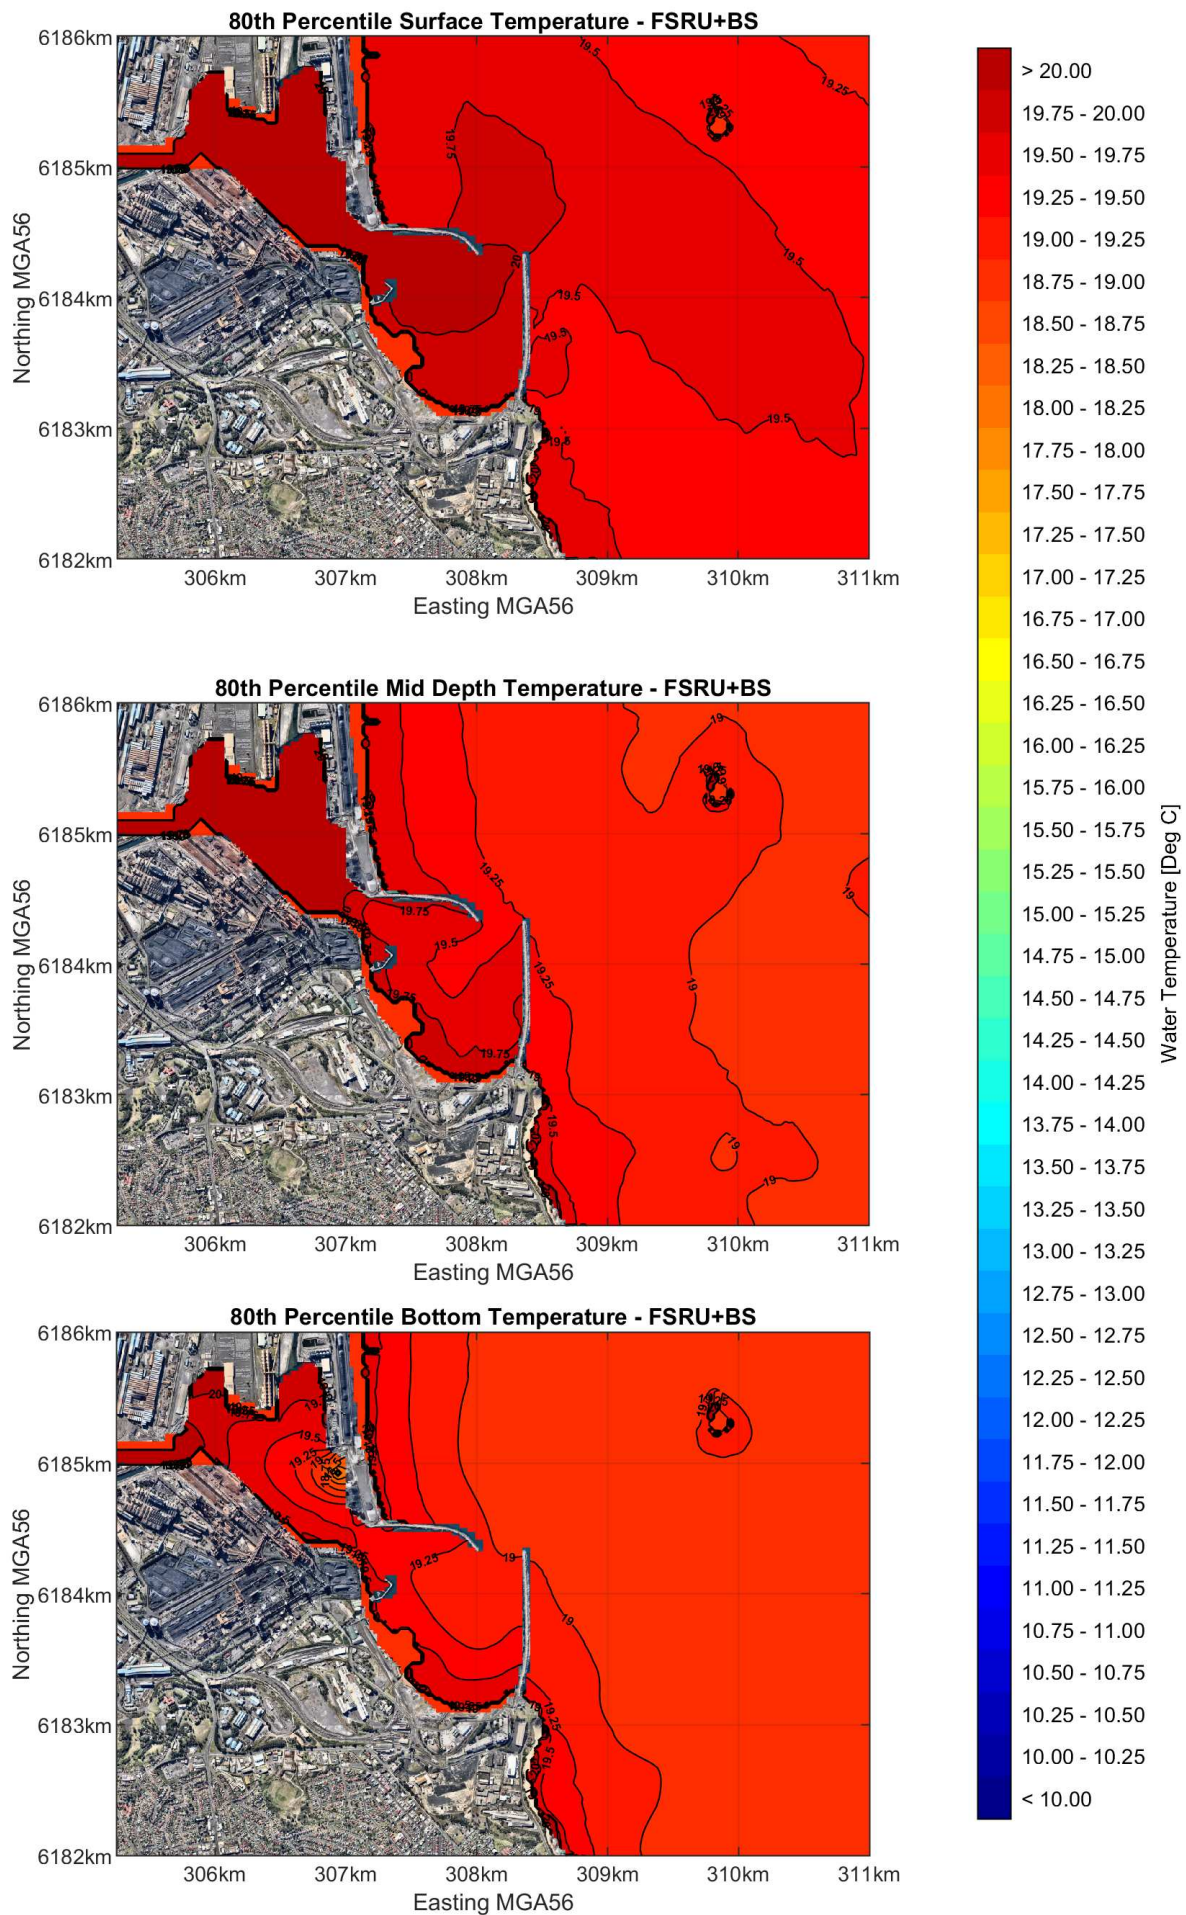 80th Percentile Surface Temperature - FSRU+BS
6186km
6185km
6184km
6183km
6182km
Northing MGA56
19.5
19.25
19.75
19.5
20
19.5
19.5
19.5
19.5
306km 307km 308km 309km 310km 311km
Easting MGA56
80th Percentile Mid Depth Temperature - FSRU+BS
6186km
6185km
6184km
6183km
6182km
Northing MGA56
19
19.25
19
19.75
19.5
19.25
19
19.75
19.75
19.5
19
19
306km 307km 308km 309km 310km 311km
Easting MGA56
80th Percentile Bottom Temperature - FSRU+BS
6186km
6185km
6184km
6183km
6182km
Northing MGA56
20
19.5
19.25
19.25
19
19
19.25
19.5
306km 307km 308km 309km 310km 311km
Easting MGA56
> 20.00
19.75 - 20.00
19.50 - 19.75
19.25 - 19.50
19.00 - 19.25
18.75 - 19.00
18.50 - 18.75
18.25 - 18.50
18.00 - 18.25
17.75 - 18.00
17.50 - 17.75
17.25 - 17.50
17.00 - 17.25
16.75 - 17.00
16.50 - 16.75
16.25 - 16.50
16.00 - 16.25
15.75 - 16.00
15.50 - 15.75
15.25 - 15.50
15.00 - 15.25
14.75 - 15.00
14.50 - 14.75
14.25 - 14.50
14.00 - 14.25
13.75 - 14.00
13.50 - 13.75
13.25 - 13.50
13.00 - 13.25
12.75 - 13.00
12.50 - 12.75
12.25 - 12.50
12.00 - 12.25
11.75 - 12.00
11.50 - 11.75
11.25 - 11.50
11.00 - 11.25
10.75 - 11.00
10.50 - 10.75
10.25 - 10.50
10.00 - 10.25
< 10.00
Water Temperature [Deg C]